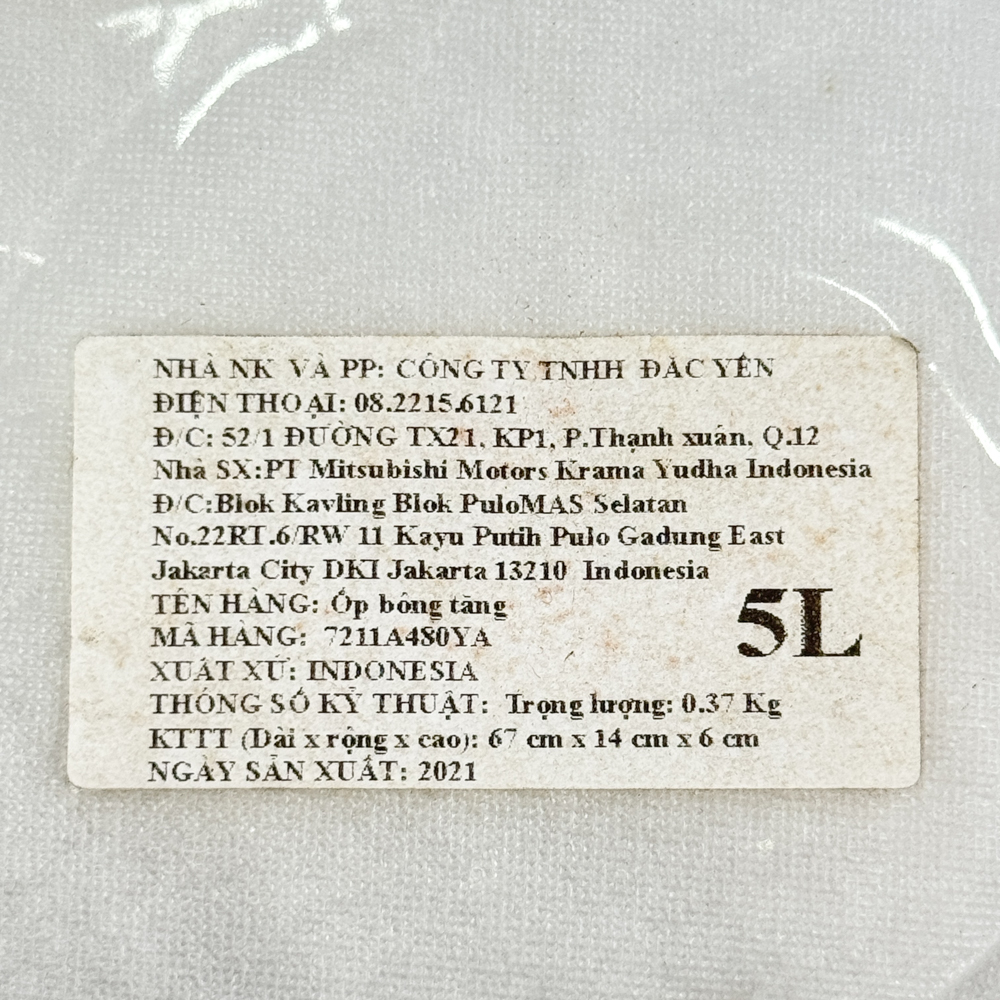 NHÀ NK VÀ PP: CÔNG TY TNHH ĐẮC YẾN
ĐIỆN THOẠI: 08.2215.6121
Đ/C: 52/1 ĐƯỜNG TX21, KP1, P.Thạnh xuân, Q.12
Nhà SX:PT Mitsubishi Motors Krama Yudha Indonesia
Đ/C:Blok Kavling Blok PuloMAS Selatan
No.22RT.6/RW 11 Kayu Putih Pulo Gadung East
Jakarta City DKI Jakarta 13210 Indonesia
TÊN HÀNG: Ốp bông tăng
MÃ HÀNG: 7211A480YA
5L
XUẤT XỨ: INDONESIA
THÔNG SỐ KỸ THUẬT: Trọng lượng: 0.37 Kg
KTTT (Dài x rộng x cao): 67 cm x 14 cm x 6 cm
NGÀY SẢN XUẤT: 2021